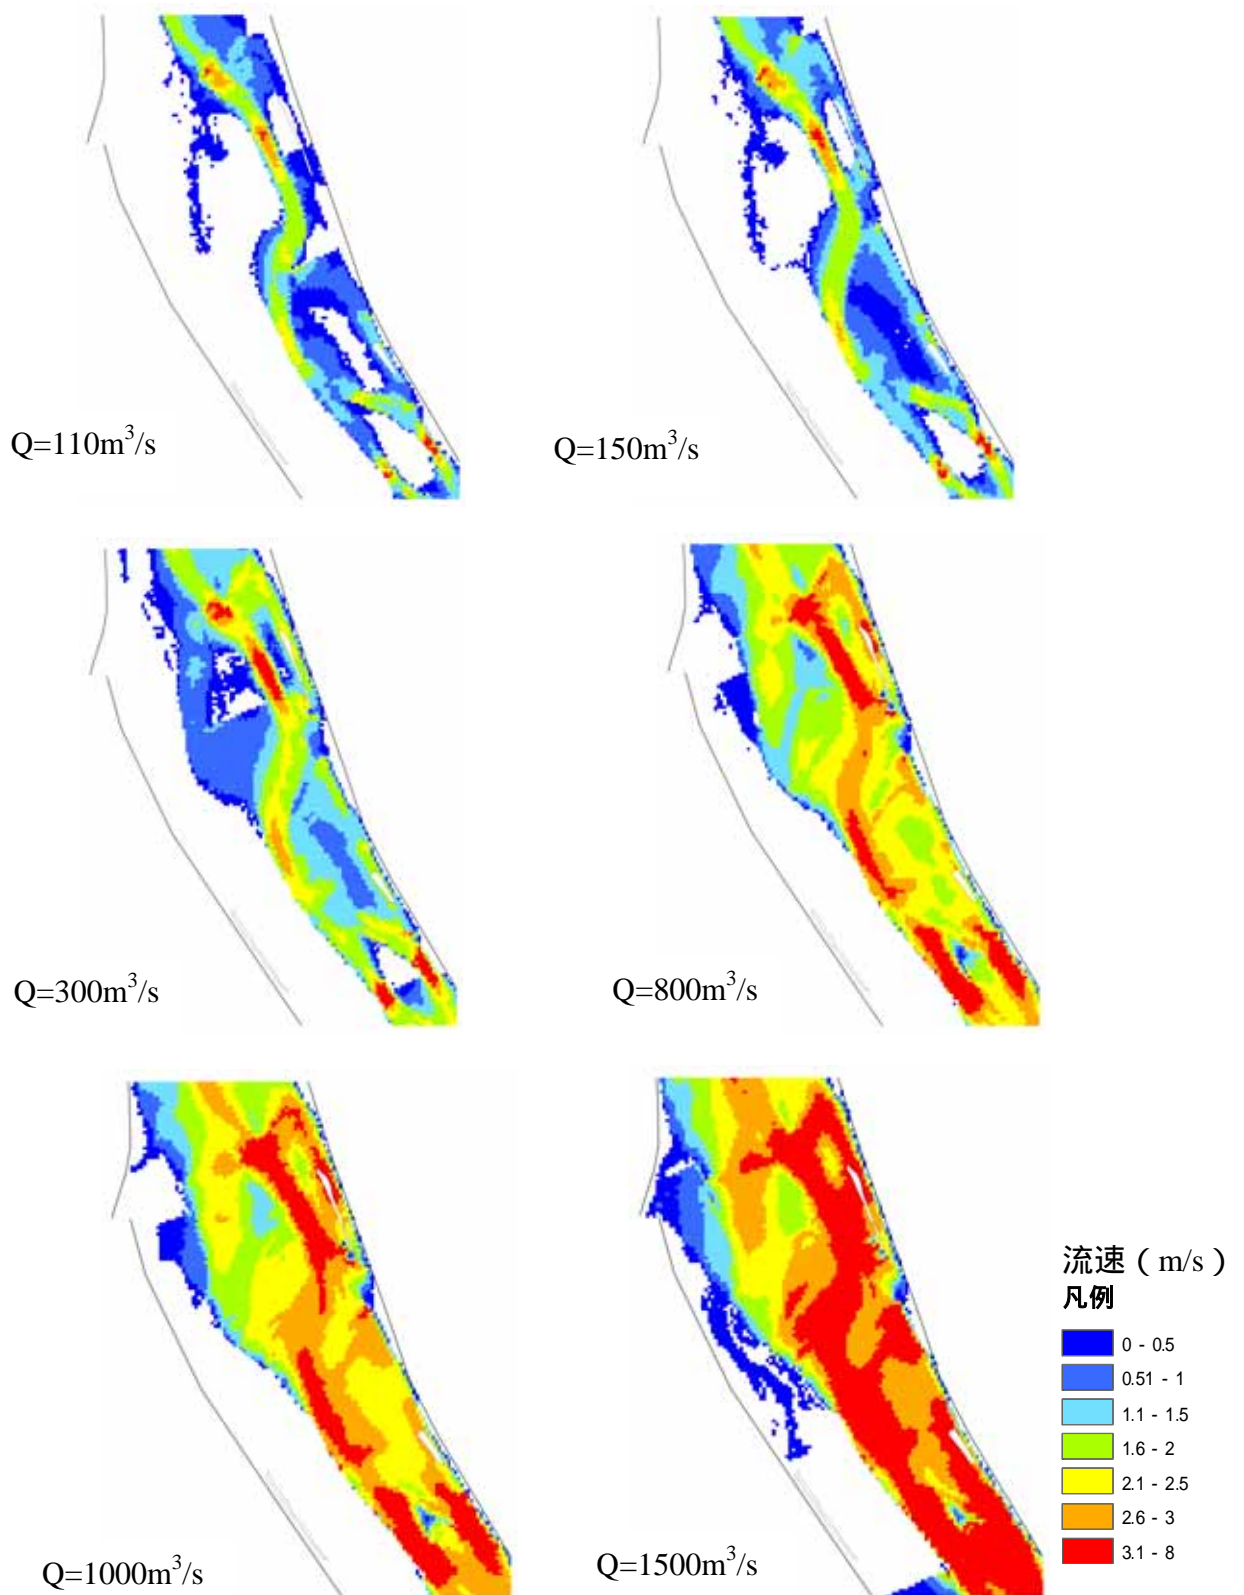 Q=110m³/s
Q=150m³/s
Q=300m³/s
Q=800m³/s
Q=1000m³/s
Q=1500m³/s
流速（m/s）
凡例
0 - 0.5
0.51 - 1
1.1 - 1.5
1.6 - 2
2.1 - 2.5
2.6 - 3
3.1 - 8